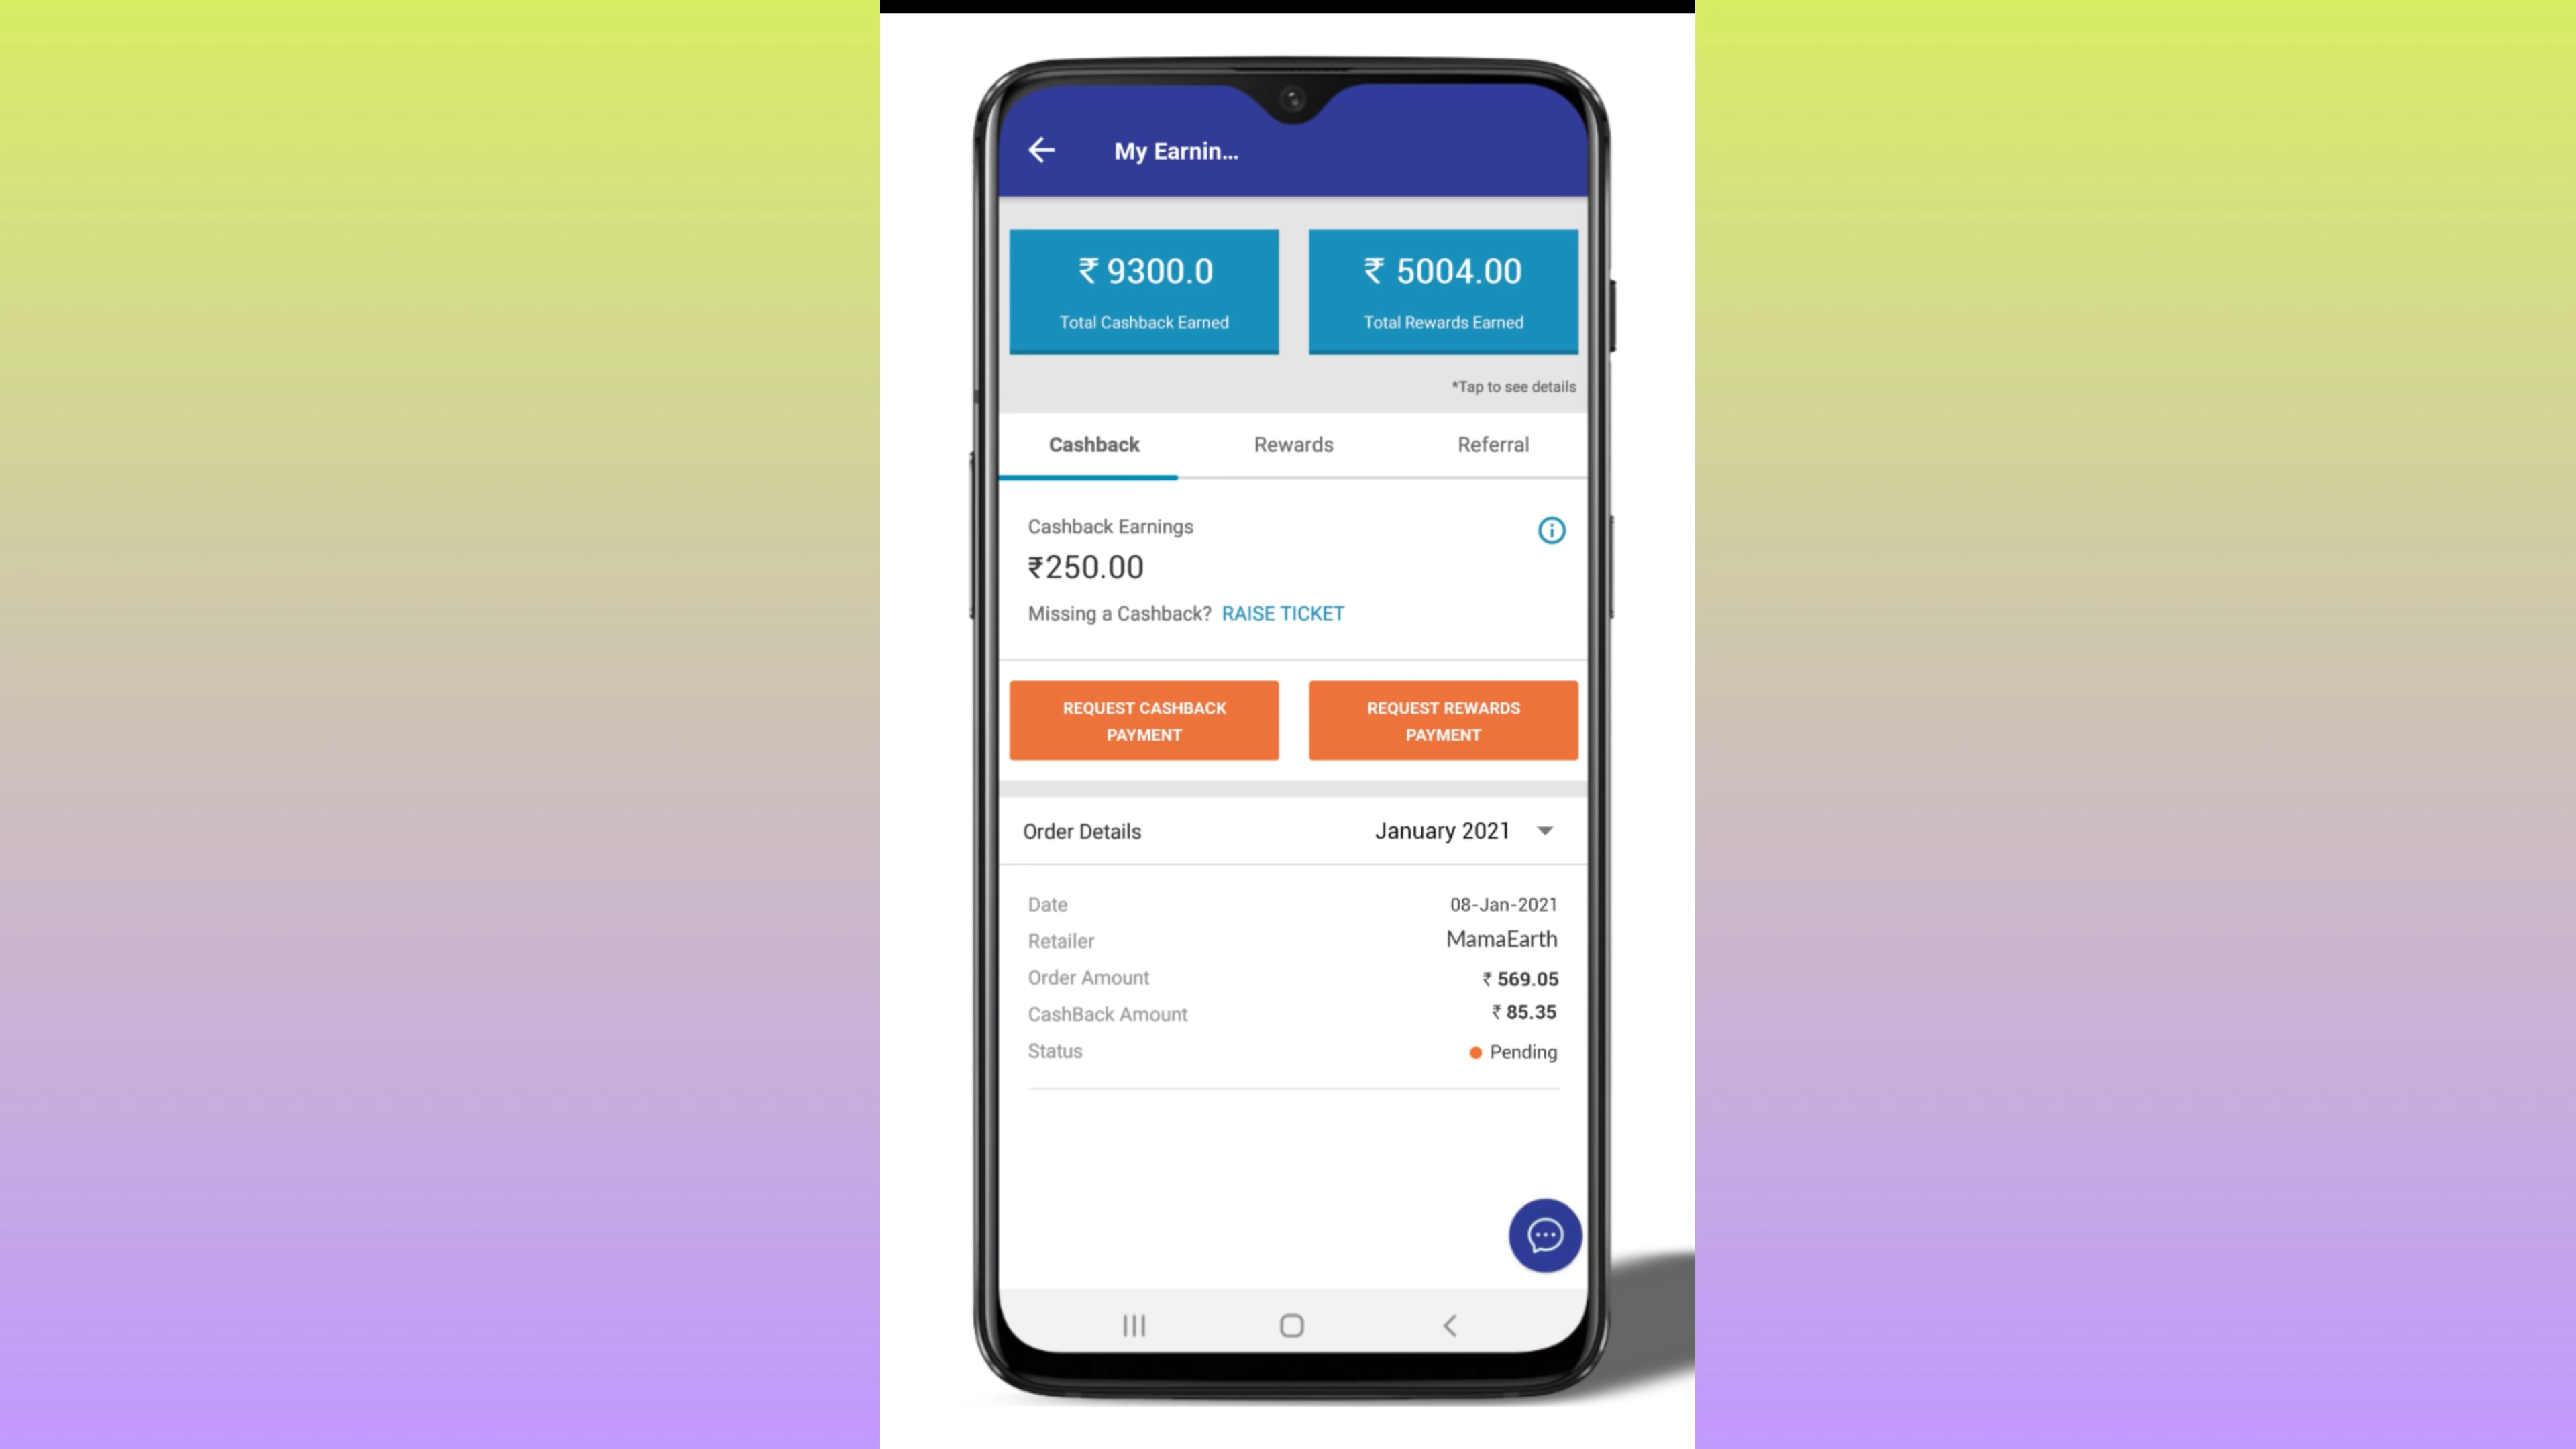 My Earnin...
₹ 9300.0
Total Cashback Earned
₹ 5004.00
Total Rewards Earned
*Tap to see details
Cashback
Rewards
Referral
Cashback Earnings
₹250.00
Missing a Cashback? RAISE TICKET
REQUEST CASHBACK
PAYMENT
REQUEST REWARDS
PAYMENT
Order Details
January 2021
Date
08-Jan-2021
Retailer
MamaEarth
Order Amount
₹ 569.05
CashBack Amount
₹ 85.35
Status
Pending